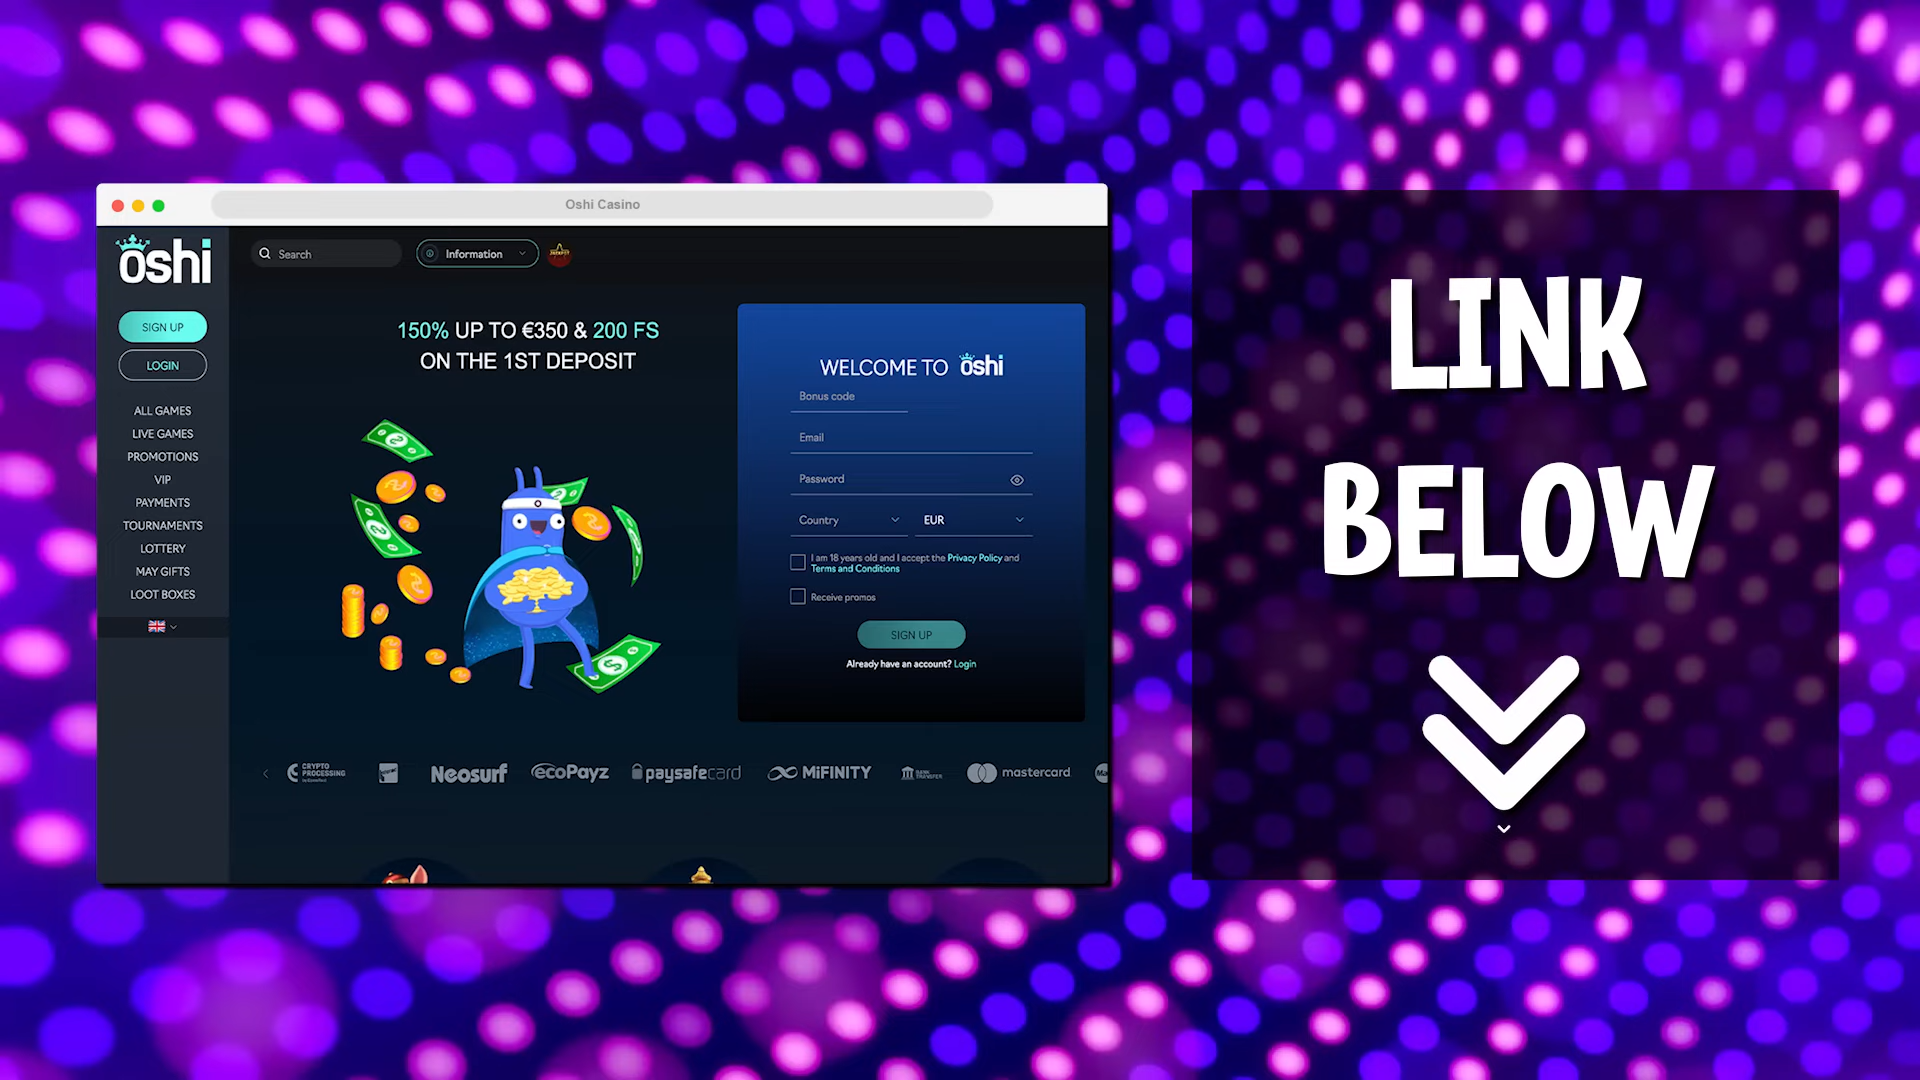 Oshi Casino
oshi
Search
Information
JACKPOT
SIGN UP
LOGIN
ALL GAMES
LIVE GAMES
PROMOTIONS
VIP
PAYMENTS
TOURNAMENTS
LOTTERY
MAY GIFTS
LOOT BOXES
150% UP TO €350 & 200 FS
ON THE 1ST DEPOSIT
WELCOME TO oshi
Bonus code
Email
Password
Country
EUR
I am 18 years old and I accept the Privacy Policy and
Terms and Conditions
Receive promos
SIGN UP
Already have an account? Login
CRYPTO
PROCESSING
Neosurf
ecoPayz
paysafecard
MiFINITY
BANK
TRANSFER
mastercard
LINK
BELOW